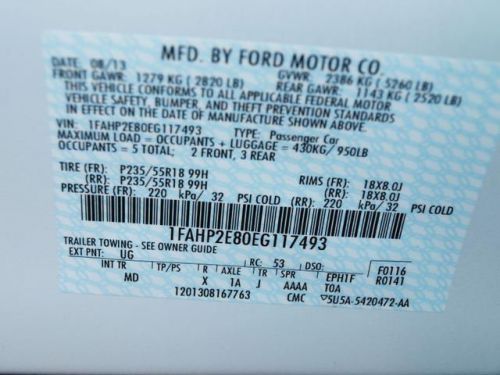 MFD. BY FORD MOTOR CO.
DATE: 08/13 GVWR: 2386 KG ( 5260 LB)
FRONT GAWR: 1279 KG ( 2820 LB) REAR GAWR: 1143 KG ( 2520 LB)
THIS VEHICLE CONFORMS TO ALL APPLICABLE FEDERAL MOTOR
VEHICLE SAFETY, BUMPER, AND THEFT PREVENTION STANDARDS
IN EFFECT ON THE DATE OF MANUFACTURE SHOWN ABOVE.
VIN: 1FAHP2E80EG117493 TYPE: Passenger Car
MAXIMUM LOAD = OCCUPANTS + LUGGAGE = 430KG/ 950LB
OCCUPANTS = 5 TOTAL; 2 FRONT, 3 REAR
TIRE (FR): P235/55R18 99H RIMS (FR): 18X8.0J
(RR): P235/55R18 99H (RR): 18X8.0J
PRESSURE (FR): 220 kPa/ 32 PSI COLD (RR): 220 kPa/ 32 PSI COLD
1FAHP2E80EG117493
TRAILER TOWING - SEE OWNER GUIDE
EXT PNT: UG RC: 53 DSO: F0116
R0141
INT TR R AXLE TR SPR EPH1F
MD X 1A J AAAA T0A
1201308167763 CMC 5U5A-5420472-AA